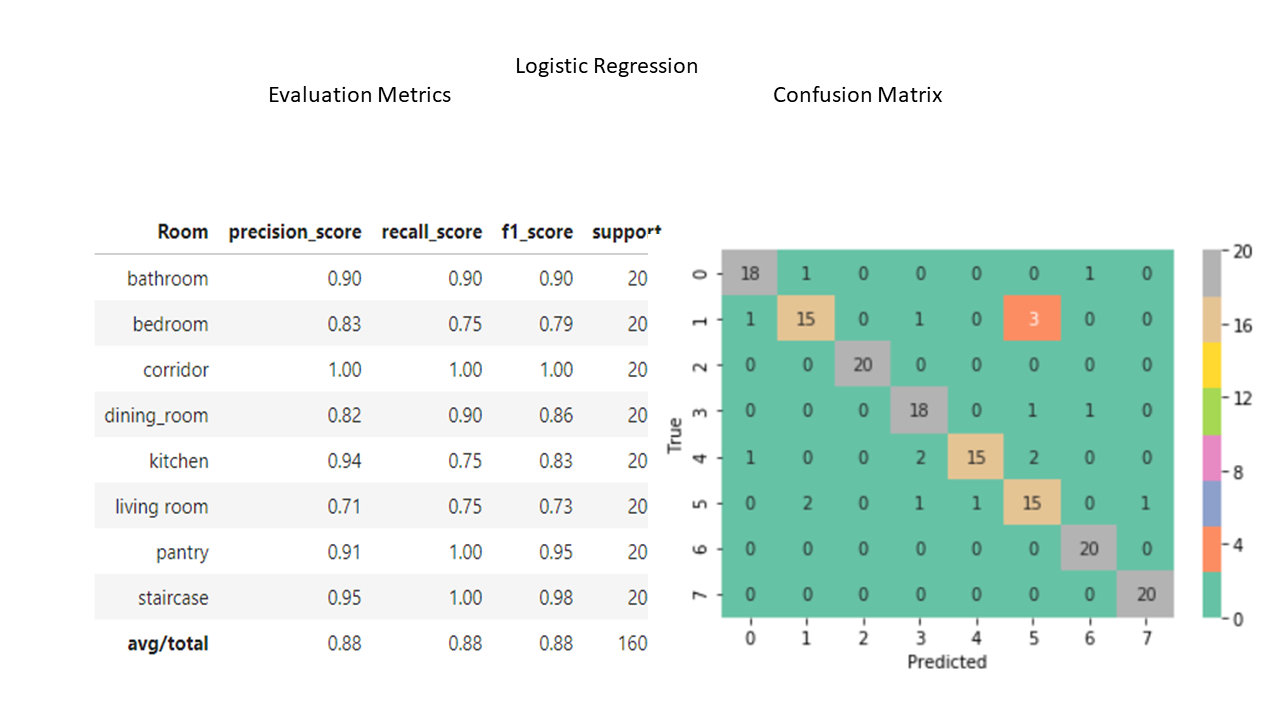 Logistic Regression
Evaluation Metrics
Confusion Matrix
Room precision_score recall_score f1_score support
bathroom 0.90 0.90 0.90 20
bedroom 0.83 0.75 0.79 20
corridor 1.00 1.00 1.00 20
dining_room 0.82 0.90 0.86 20
kitchen 0.94 0.75 0.83 20
living room 0.71 0.75 0.73 20
pantry 0.91 1.00 0.95 20
staircase 0.95 1.00 0.98 20
avg/total 0.88 0.88 0.88 160
True
0 18 1 0 0 0 0 1 0
1 1 15 0 1 0 3 0 0
2 0 0 20 0 0 0 0 0
3 0 0 0 18 0 1 1 0
4 1 0 0 2 15 2 0 0
5 0 2 0 1 1 15 0 1
6 0 0 0 0 0 0 20 0
7 0 0 0 0 0 0 0 20
0 1 2 3 4 5 6 7
Predicted
20
16
12
8
4
0